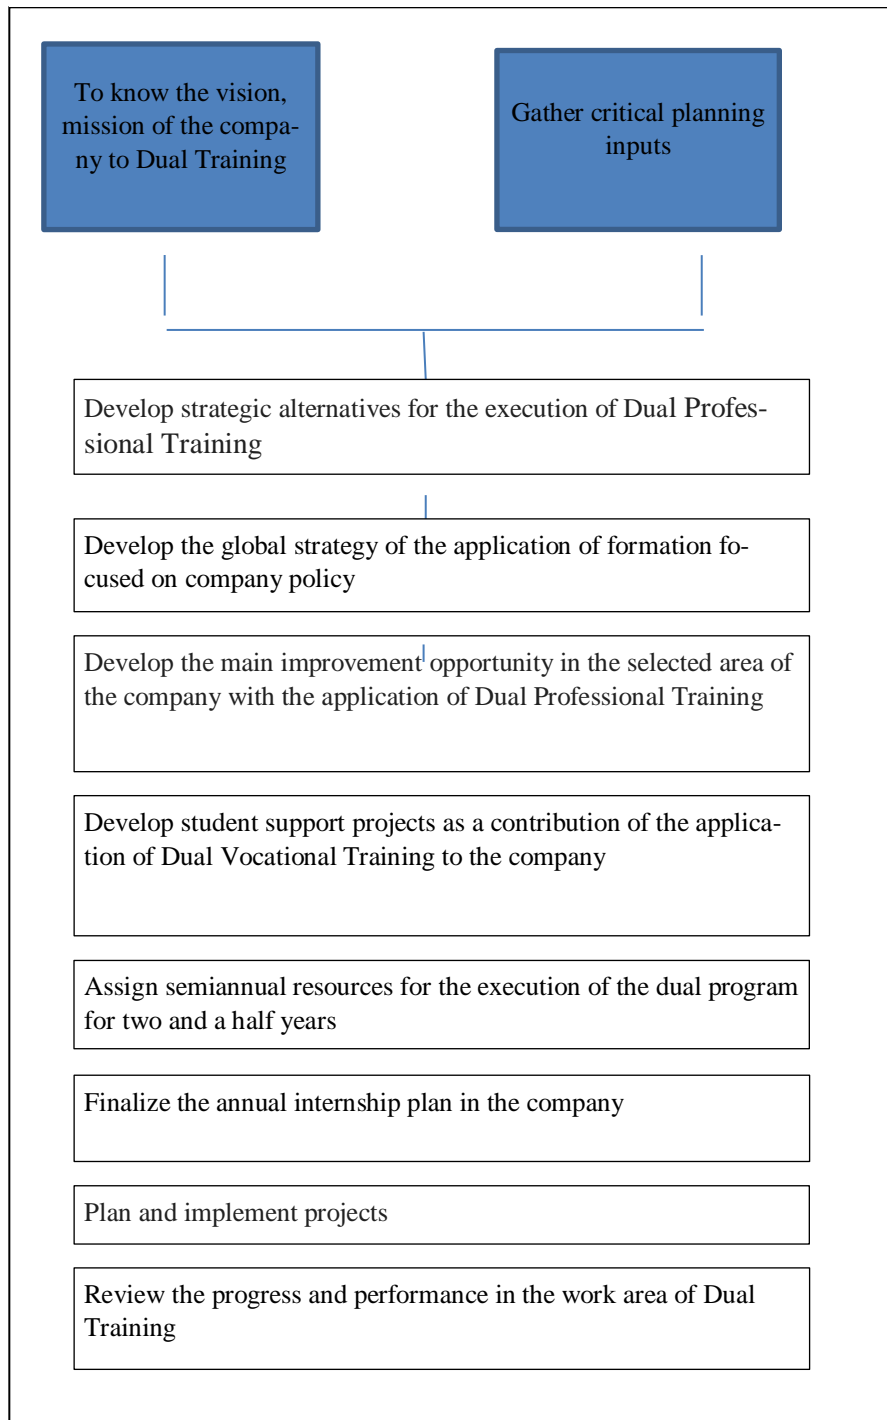 To know the vision,
mission of the compa-
ny to Dual Training
Gather critical planning
inputs
Develop strategic alternatives for the execution of Dual Profes-
sional Training
Develop the global strategy of the application of formation fo-
cused on company policy
Develop the main improvement opportunity in the selected area of
the company with the application of Dual Professional Training
Develop student support projects as a contribution of the applica-
tion of Dual Vocational Training to the company
Assign semiannual resources for the execution of the dual program
for two and a half years
Finalize the annual internship plan in the company
Plan and implement projects
Review the progress and performance in the work area of Dual
Training